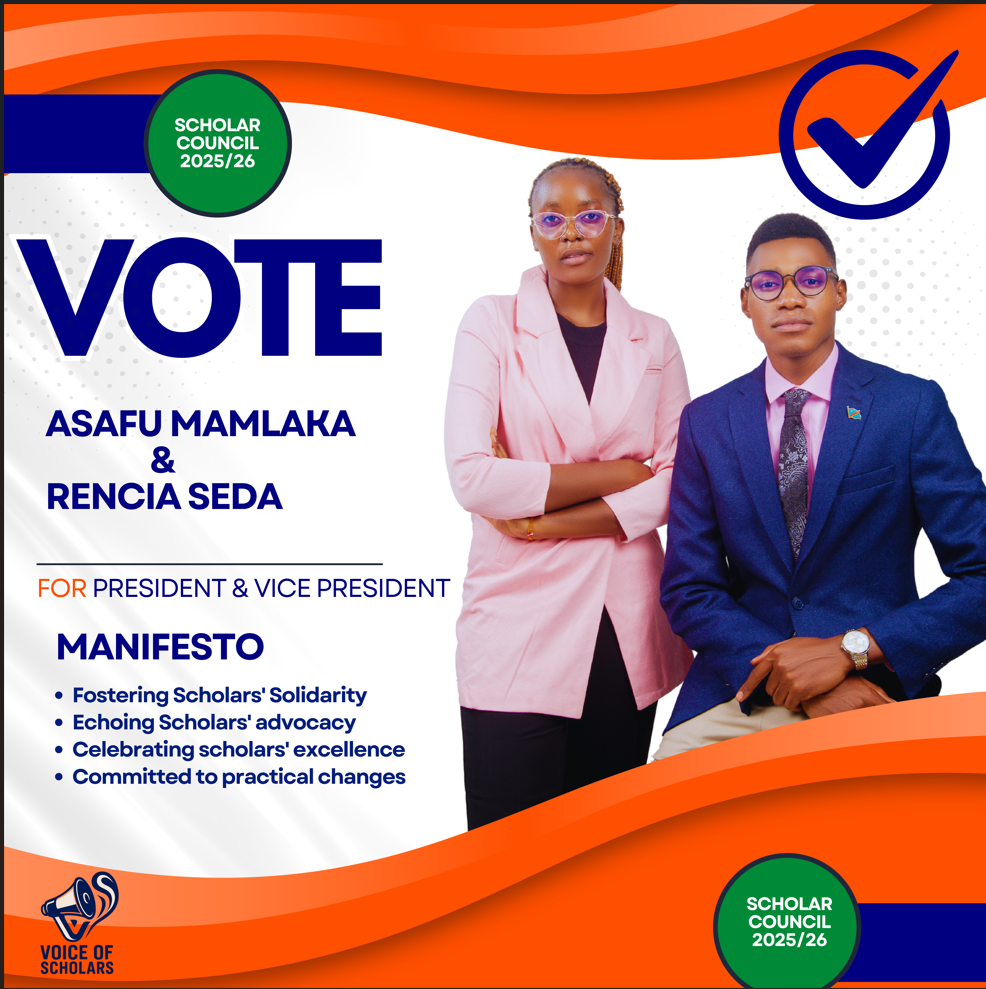 SCHOLAR
COUNCIL
2025/26
VOTE
ASAFU MAMLAKA
&
RENCIA SEDA
FOR PRESIDENT & VICE PRESIDENT
MANIFESTO
• Fostering Scholars' Solidarity
• Echoing Scholars' advocacy
• Celebrating scholars' excellence
• Committed to practical changes
VOICE OF
SCHOLARS
SCHOLAR
COUNCIL
2025/26